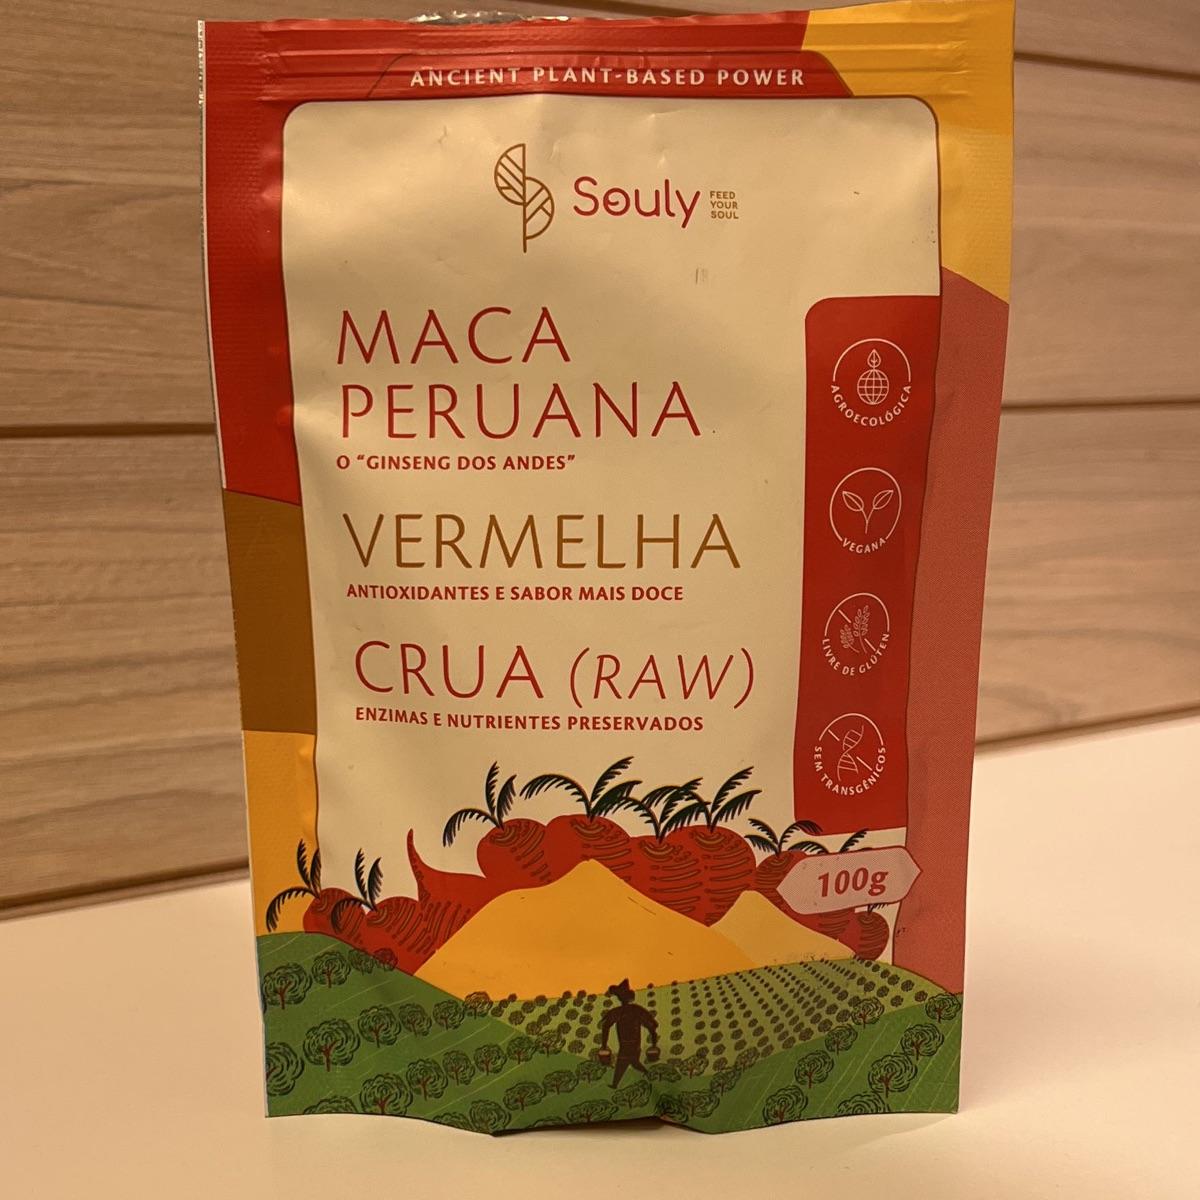 ANCIENT PLANT-BASED POWER
Souly
FEED
YOUR
SOUL
MACA
PERUANA
O “GINSENG DOS ANDES”
VERMELHA
ANTIOXIDANTES E SABOR MAIS DOCE
CRUA (RAW)
ENZIMAS E NUTRIENTES PRESERVADOS
AGROECOLÓGICA
VEGANA
LIVRE DE GLÚTEN
SEM TRANSGÊNICOS
100g